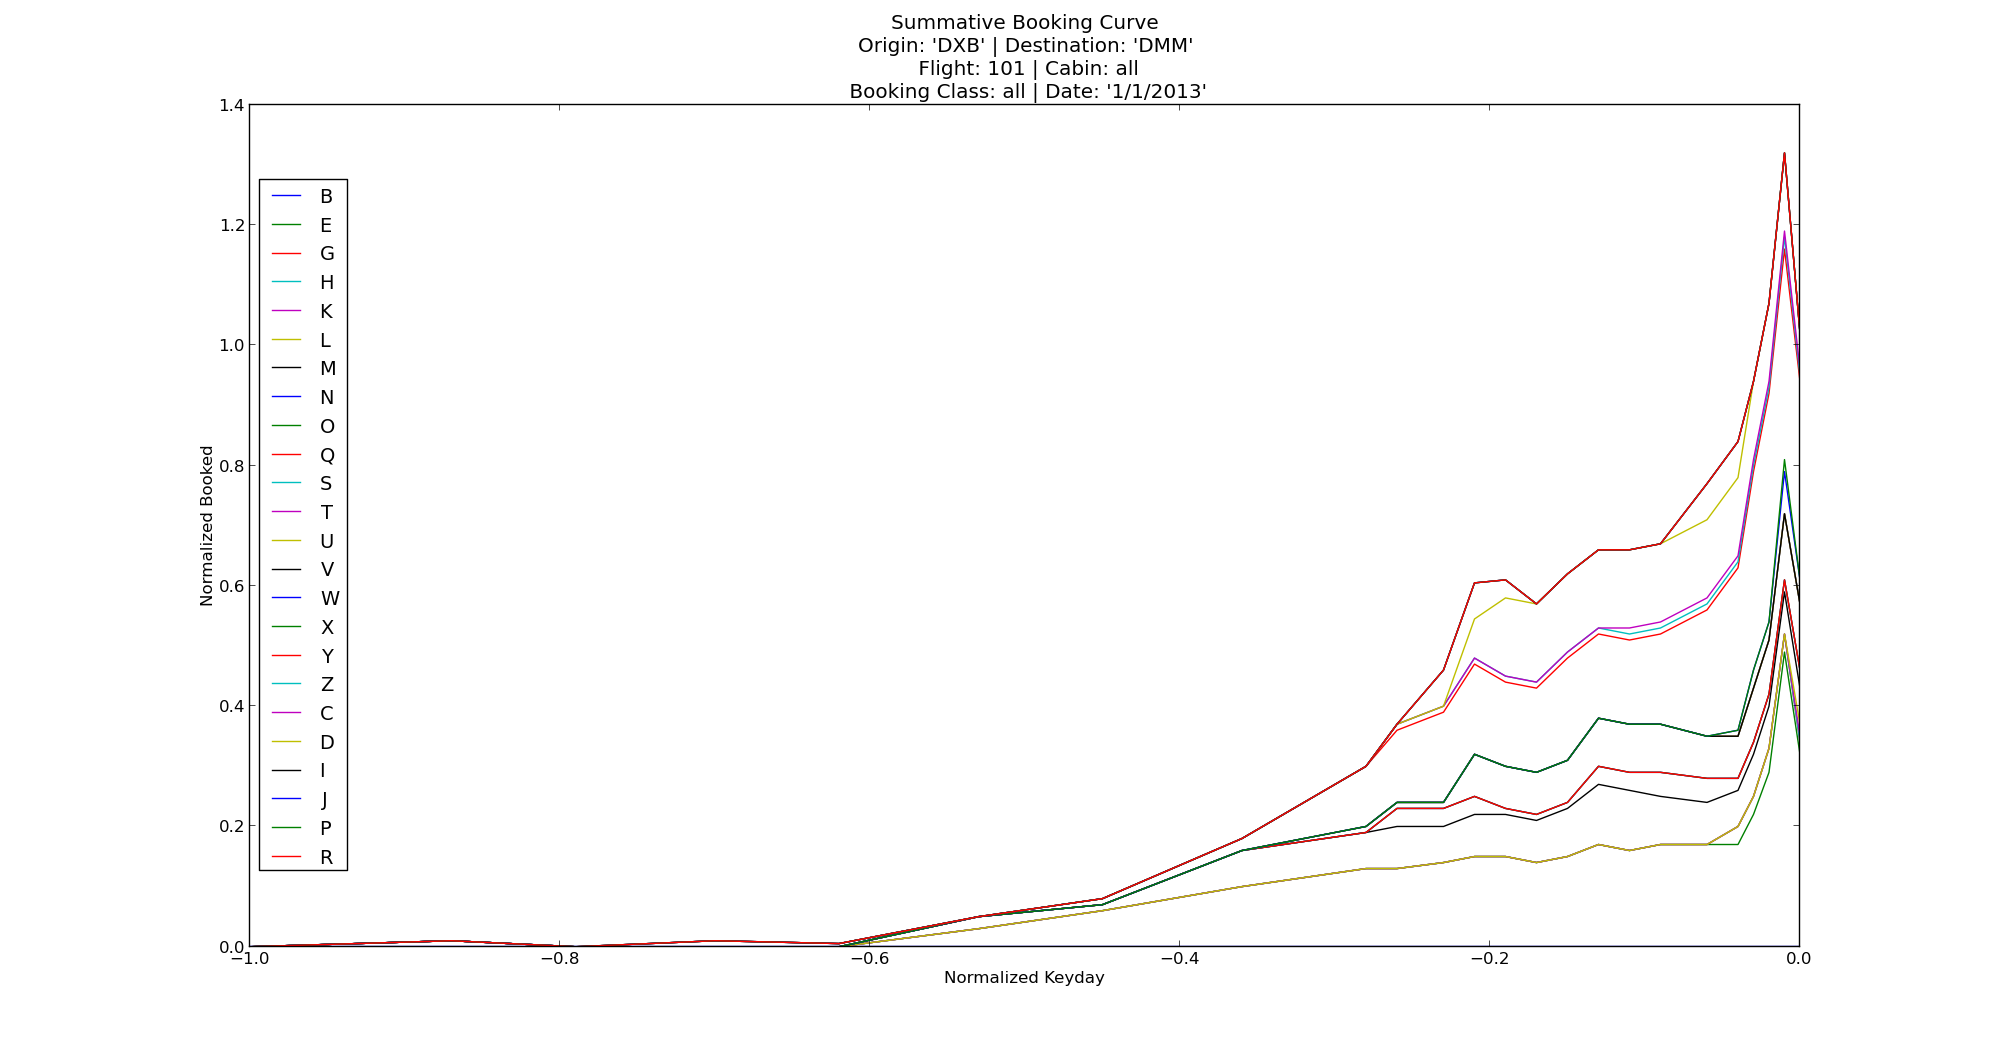 Summative Booking Curve
Origin: 'DXB' | Destination: 'DMM'
Flight: 101 | Cabin: all
Booking Class: all | Date: '1/1/2013'
1.4
1.2
1.0
0.8
0.6
0.4
0.2
0.0
Normalized Booked
B
E
G
H
K
L
M
N
O
Q
S
T
U
V
W
X
Y
Z
C
D
I
J
P
R
−1.0 −0.8 −0.6 −0.4 −0.2 0.0
Normalized Keyday